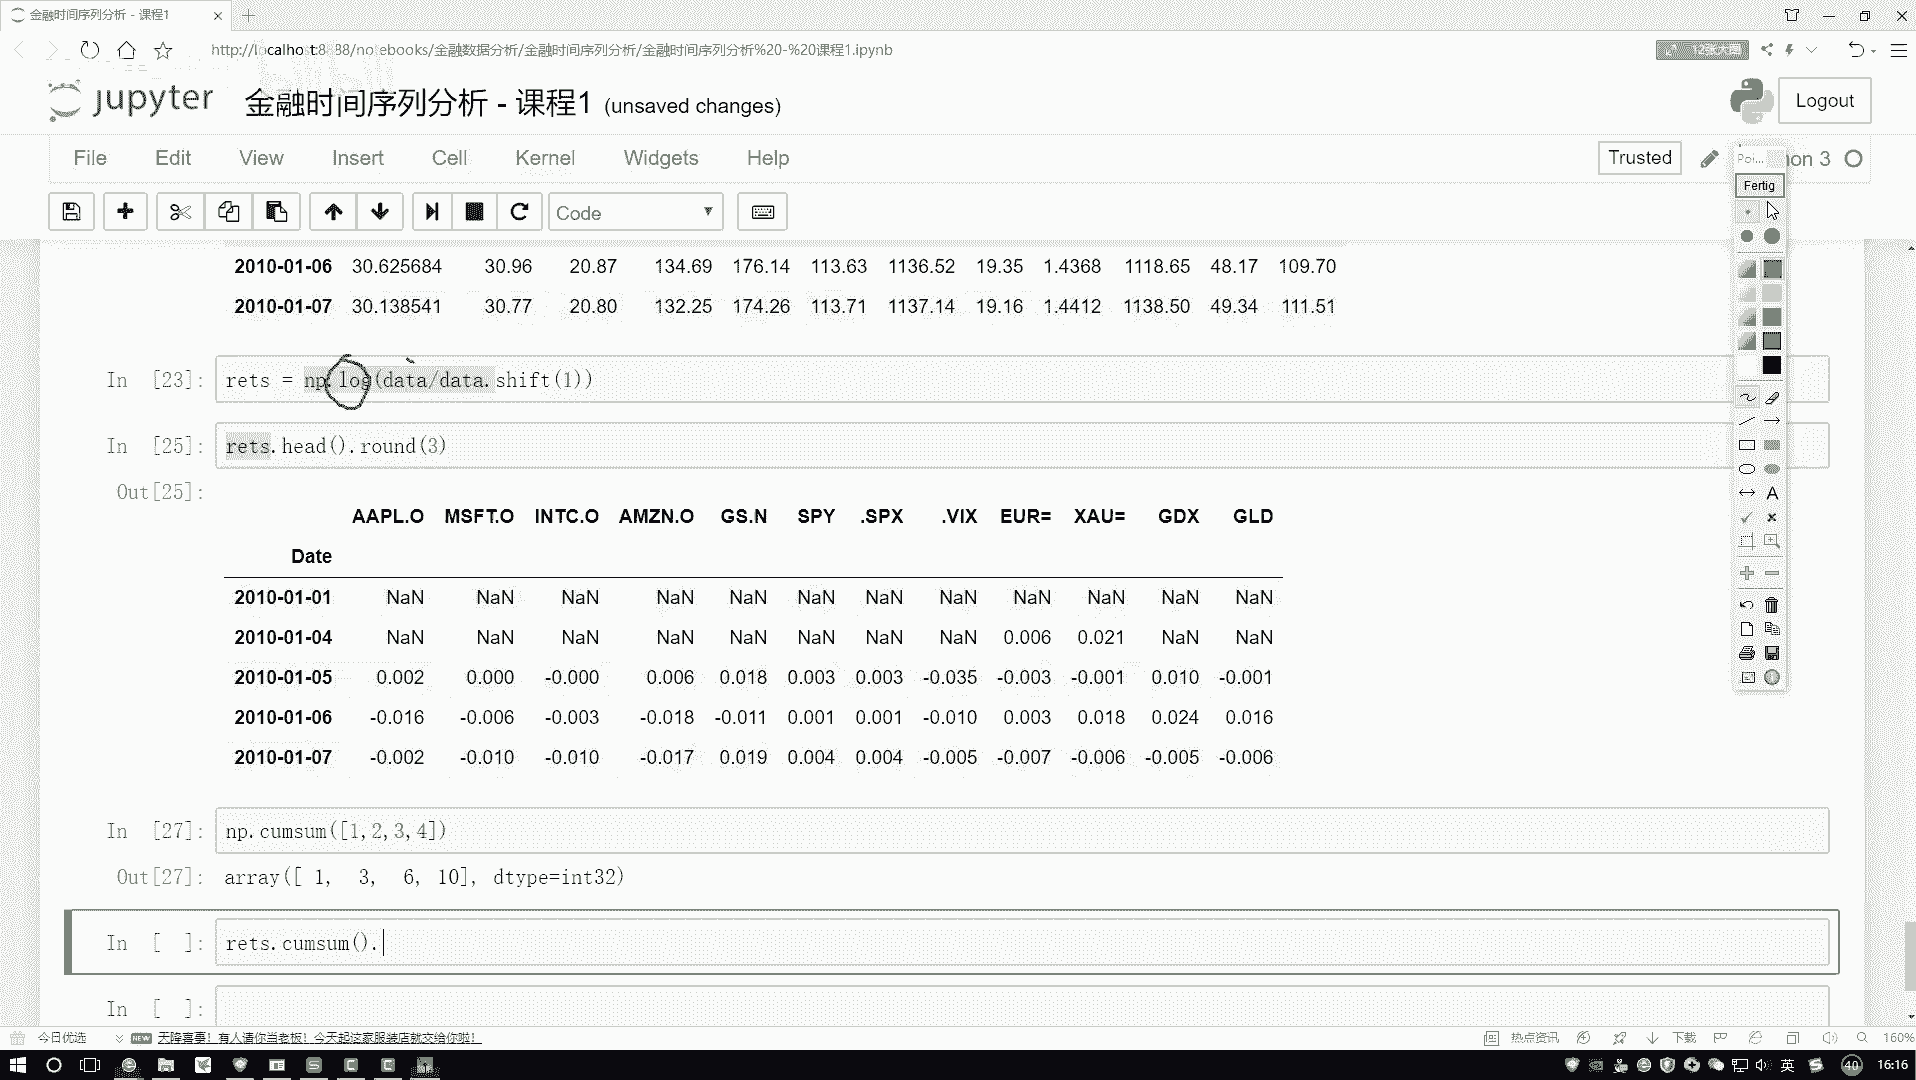 金融时间序列分析 - 课程1
http://localhost:8888/notebooks/金融数据分析/金融时间序列分析/金融时间序列分析%20-%20课程1.ipynb
12张大图
jupyter 金融时间序列分析 - 课程1 (unsaved changes)
Logout
File Edit View Insert Cell Kernel Widgets Help
Trusted
Poi...
on 3
Fertig
Code
2010-01-06 30.625684 30.96 20.87 134.69 176.14 113.63 1136.52 19.35 1.4368 1118.65 48.17 109.70
2010-01-07 30.138541 30.77 20.80 132.25 174.26 113.71 1137.14 19.16 1.4412 1138.50 49.34 111.51
In [23]: rets = np.log(data/data.shift(1))
In [25]: rets.head().round(3)
Out[25]:
AAPL.O MSFT.O INTC.O AMZN.O GS.N SPY .SPX .VIX EUR= XAU= GDX GLD
Date
2010-01-01 NaN NaN NaN NaN NaN NaN NaN NaN NaN NaN NaN NaN
2010-01-04 NaN NaN NaN NaN NaN NaN NaN NaN 0.006 0.021 NaN NaN
2010-01-05 0.002 0.000 -0.000 0.006 0.018 0.003 0.003 -0.035 -0.003 -0.001 0.010 -0.001
2010-01-06 -0.016 -0.006 -0.003 -0.018 -0.011 0.001 0.001 -0.010 0.003 0.018 0.024 0.016
2010-01-07 -0.002 -0.010 -0.010 -0.017 0.019 0.004 0.004 -0.005 -0.007 -0.006 -0.005 -0.006
In [27]: np.cumsum([1,2,3,4])
Out[27]: array([ 1, 3, 6, 10], dtype=int32)
In [ ]: rets.cumsum().
In [ ]:
今日优选 NEW 天降喜事！有人请你当老板！今天起这家服装店就交给你啦！
热点资讯 下载 160%
英 40 16:16